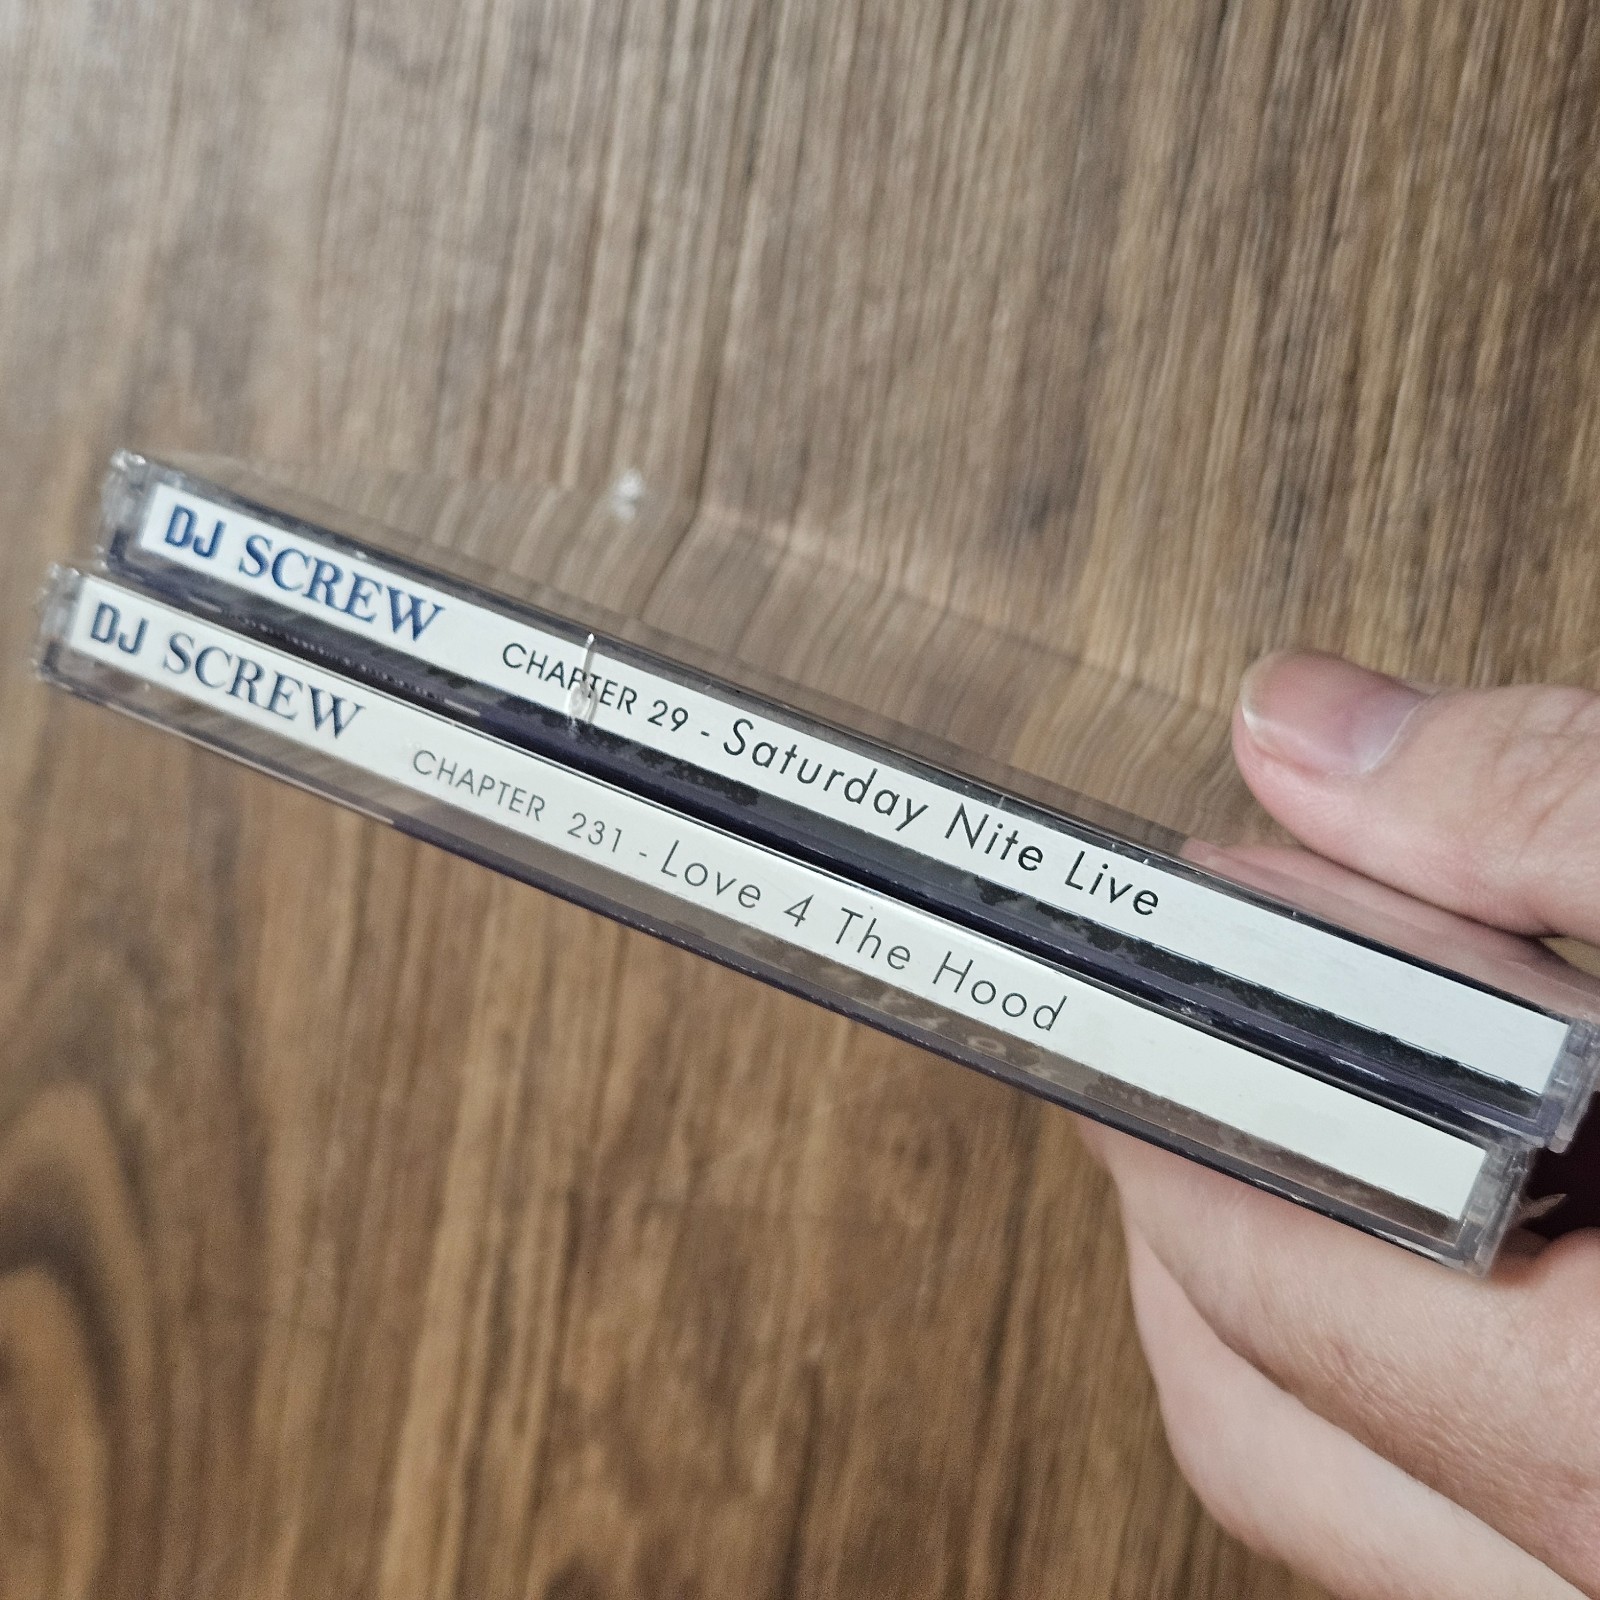 DJ SCREW CHAPTER 29 - Saturday Nite Live
DJ SCREW CHAPTER 231 - Love 4 The Hood